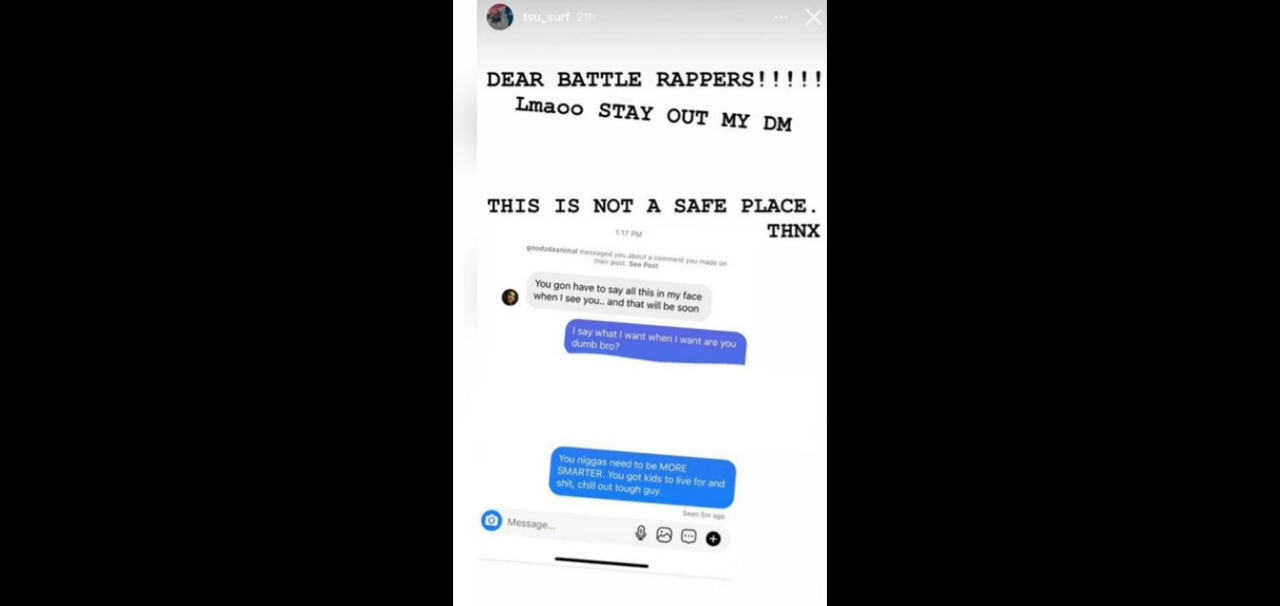 tsu_surf 21h
DEAR BATTLE RAPPERS!!!!!
Lmaoo STAY OUT MY DM
THIS IS NOT A SAFE PLACE.
THNX
1:17 PM
goodzdaanimal messaged you about a comment you made on
their post. See Post
You gon have to say all this in my face
when I see you.. and that will be soon
I say what I want when I want are you
dumb bro?
You niggas need to be MORE
SMARTER. You got kids to live for and
shit, chill out tough guy.
Seen 5m ago
Message...